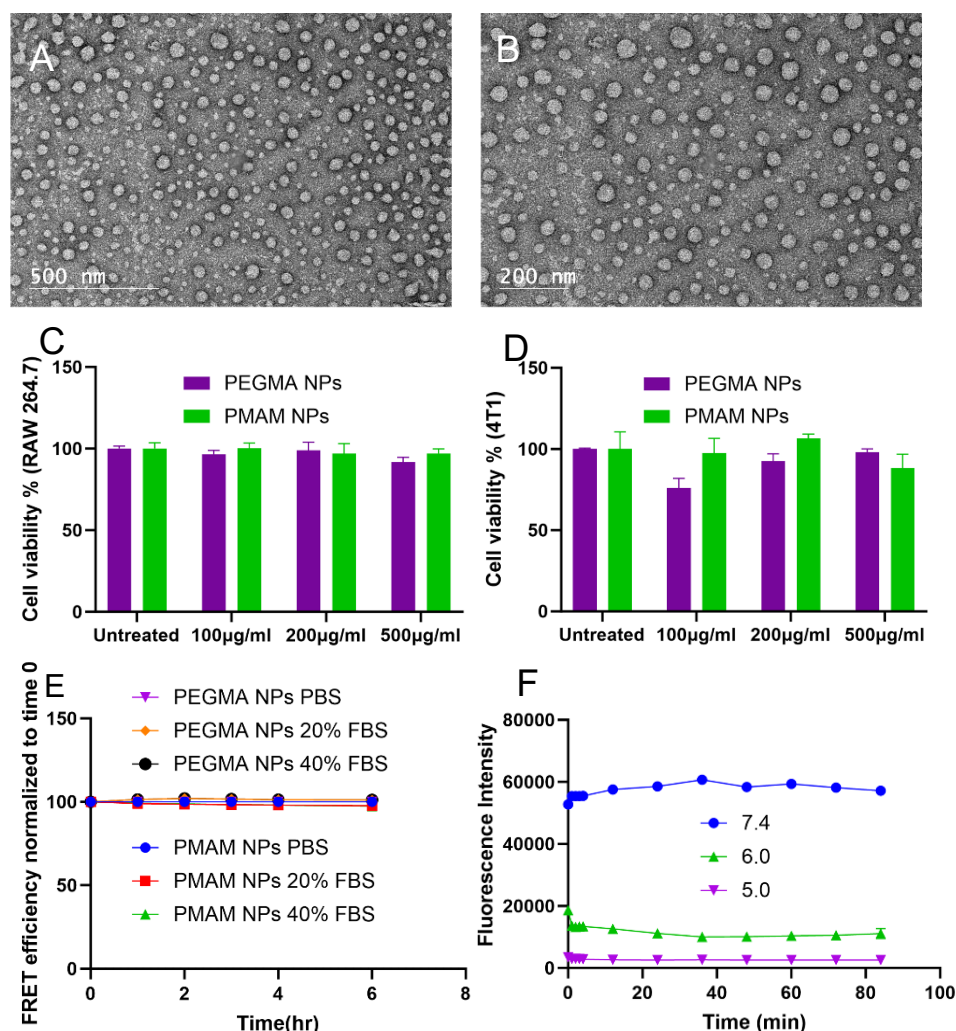 A
500 nm
B
200 nm
C
Cell viability % (RAW 264.7)
150
100
50
0
PEGMA NPs
PMAM NPs
Untreated
100µg/ml
200µg/ml
500µg/ml
D
Cell viability % (4T1)
150
100
50
0
PEGMA NPs
PMAM NPs
Untreated
100µg/ml
200µg/ml
500µg/ml
E
FRET efficiency normalized to time 0
150
100
50
0
PEGMA NPs PBS
PEGMA NPs 20% FBS
PEGMA NPs 40% FBS
PMAM NPs PBS
PMAM NPs 20% FBS
PMAM NPs 40% FBS
0
2
4
6
8
Time(hr)
F
Fluorescence Intensity
80000
60000
40000
20000
0
7.4
6.0
5.0
0
20
40
60
80
100
Time (min)